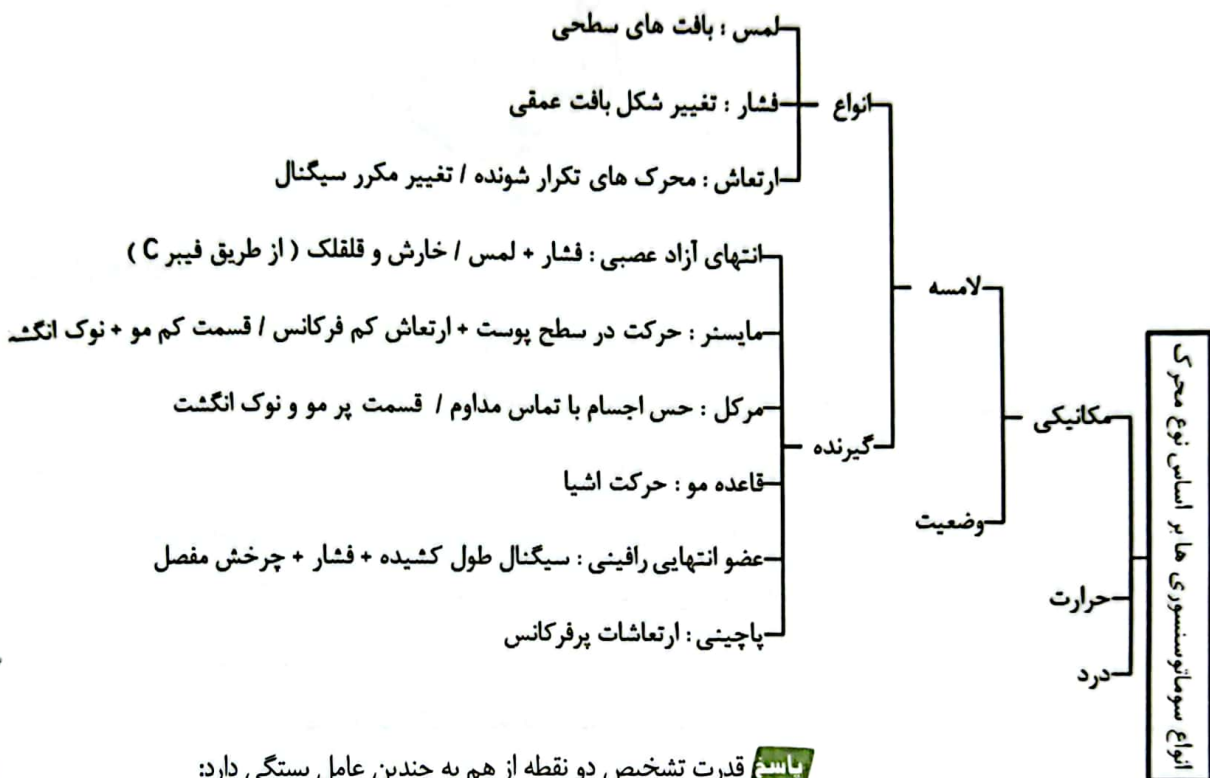 انواع سوماتوسنسوری ها بر اساس نوع محرک
مکانیکی
لامسه
انواع
لمس : بافت های سطحی
فشار : تغییر شکل بافت عمقی
ارتعاش : محرک های تکرار شونده / تغییر مکرر سیگنال
گیرنده
انتهای آزاد عصبی : فشار + لمس / خارش و قلقلک ( از طریق فیبر C )
مایسنر : حرکت در سطح پوست + ارتعاش کم فرکانس / قسمت کم مو + نوک
مرکل : حس اجسام با تماس مداوم / قسمت پر مو و نوک انگشت
قاعده مو : حرکت اشیا
عضو انتهایی رافینی : سیگنال طول کشیده + فشار + چرخش مفصل
پاچینی : ارتعاشات پرفرکانس
وضعیت
حرارت
درد
پاسخ قدرت تشخیص دو نقطه از هم به چندین عامل بستگی دارد: